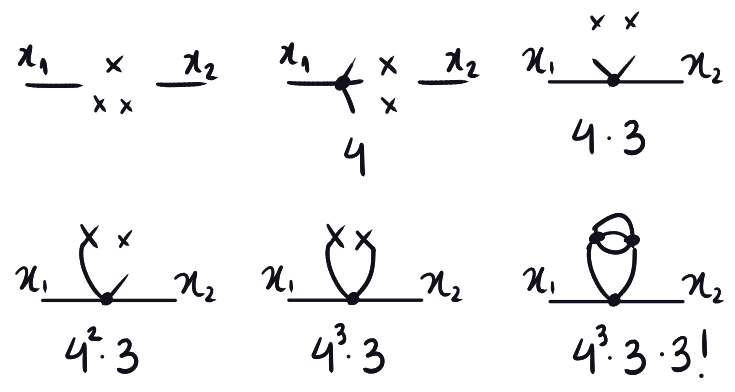 x₁ x₂
x₁ x₂
4
x₁ x₂
4 · 3
x₁ x₂
4² · 3
x₁ x₂
4³ · 3
x₁ x₂
4³ · 3 · 3!